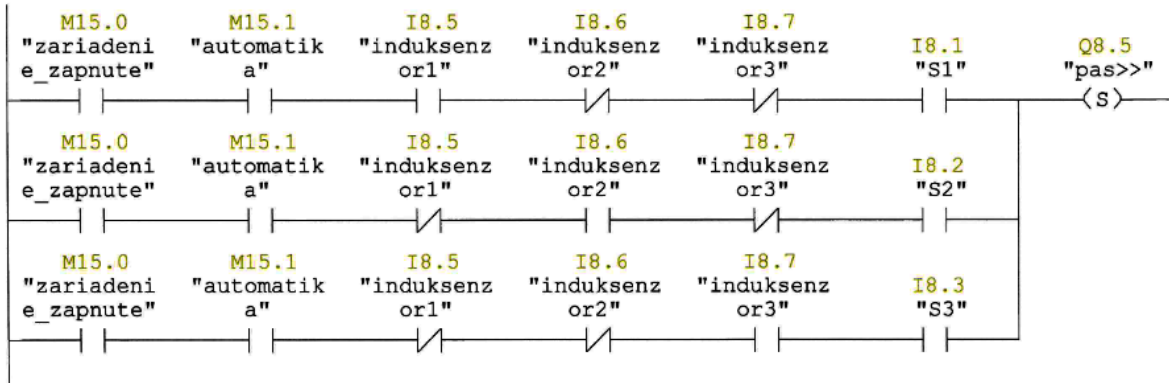 M15.0 M15.1 I8.5 I8.6 I8.7
"zariadeni "automatik "induksenz "induksenz "induksenz I8.1 Q8.5
e_zapnute" a" or1" or2" or3" "S1" "pas>>"
(S)
M15.0 M15.1 I8.5 I8.6 I8.7
"zariadeni "automatik "induksenz "induksenz "induksenz I8.2
e_zapnute" a" or1" or2" or3" "S2"
M15.0 M15.1 I8.5 I8.6 I8.7
"zariadeni "automatik "induksenz "induksenz "induksenz I8.3
e_zapnute" a" or1" or2" or3" "S3"